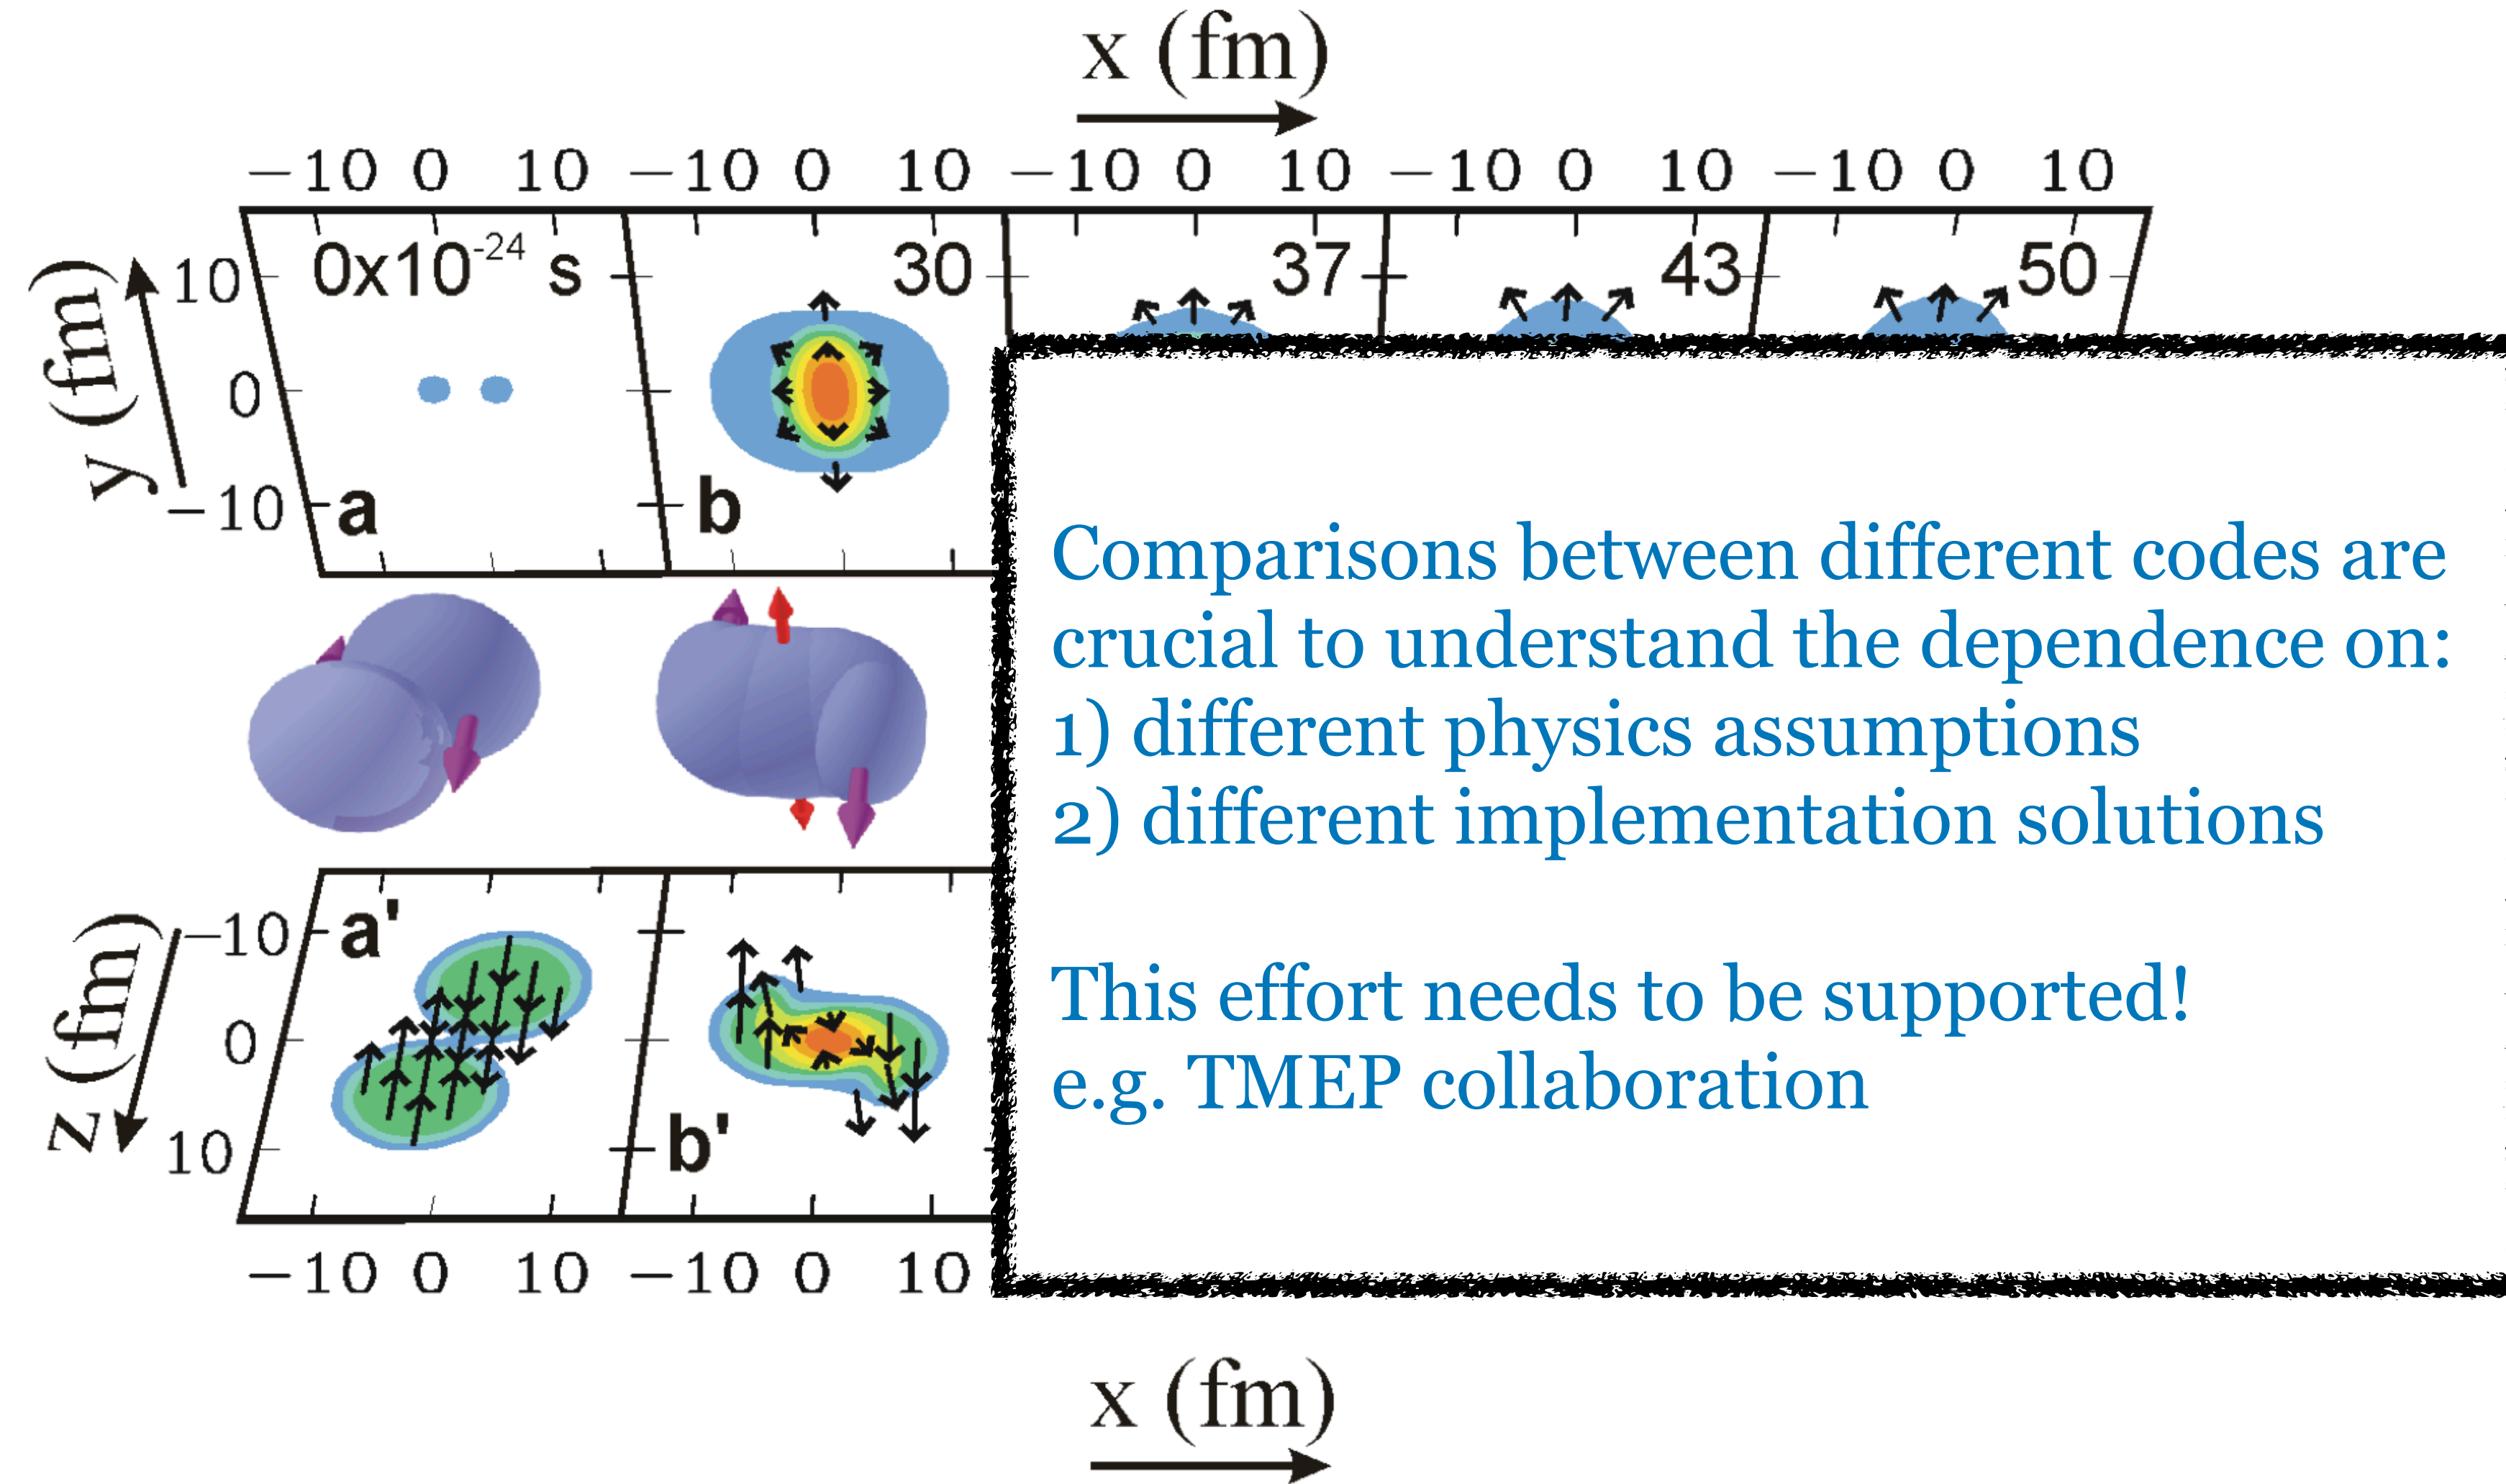 x (fm)
−10 0 10 −10 0 10 −10 0 10 −10 0 10 −10 0 10
0x10-24 s 30 37 43 50
y (fm)
10
0
−10
a b
Comparisons between different codes are
crucial to understand the dependence on:
1) different physics assumptions
2) different implementation solutions
This effort needs to be supported!
e.g. TMEP collaboration
z (fm)
−10
0
10
a'
b'
−10 0 10 −10 0 10
x (fm)